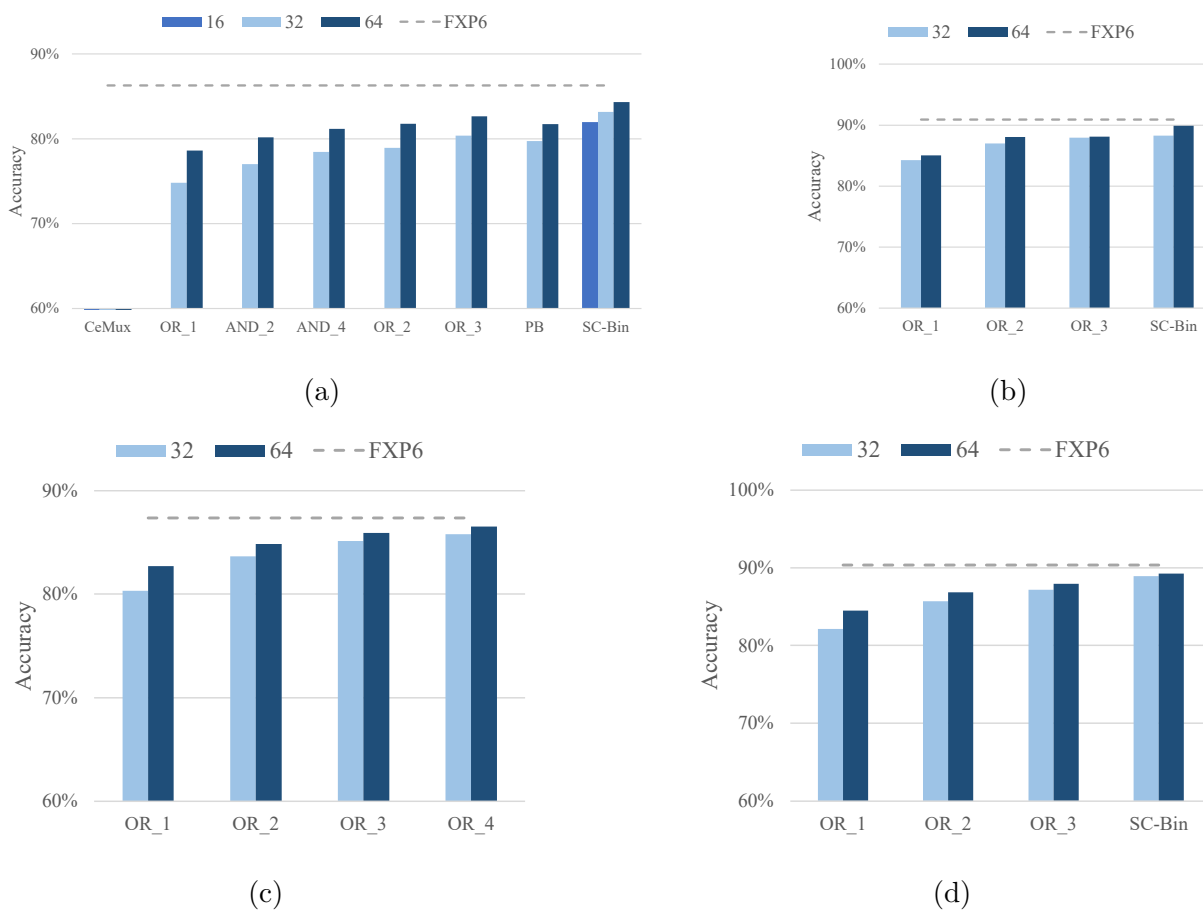 16 32 64 FXP6
90%
80%
70%
60%
Accuracy
CeMux OR_1 AND_2 AND_4 OR_2 OR_3 PB SC-Bin
(a)
32 64 FXP6
100%
90%
80%
70%
60%
Accuracy
OR_1 OR_2 OR_3 SC-Bin
(b)
32 64 FXP6
90%
80%
70%
60%
Accuracy
OR_1 OR_2 OR_3 OR_4
(c)
32 64 FXP6
100%
90%
80%
70%
60%
Accuracy
OR_1 OR_2 OR_3 SC-Bin
(d)